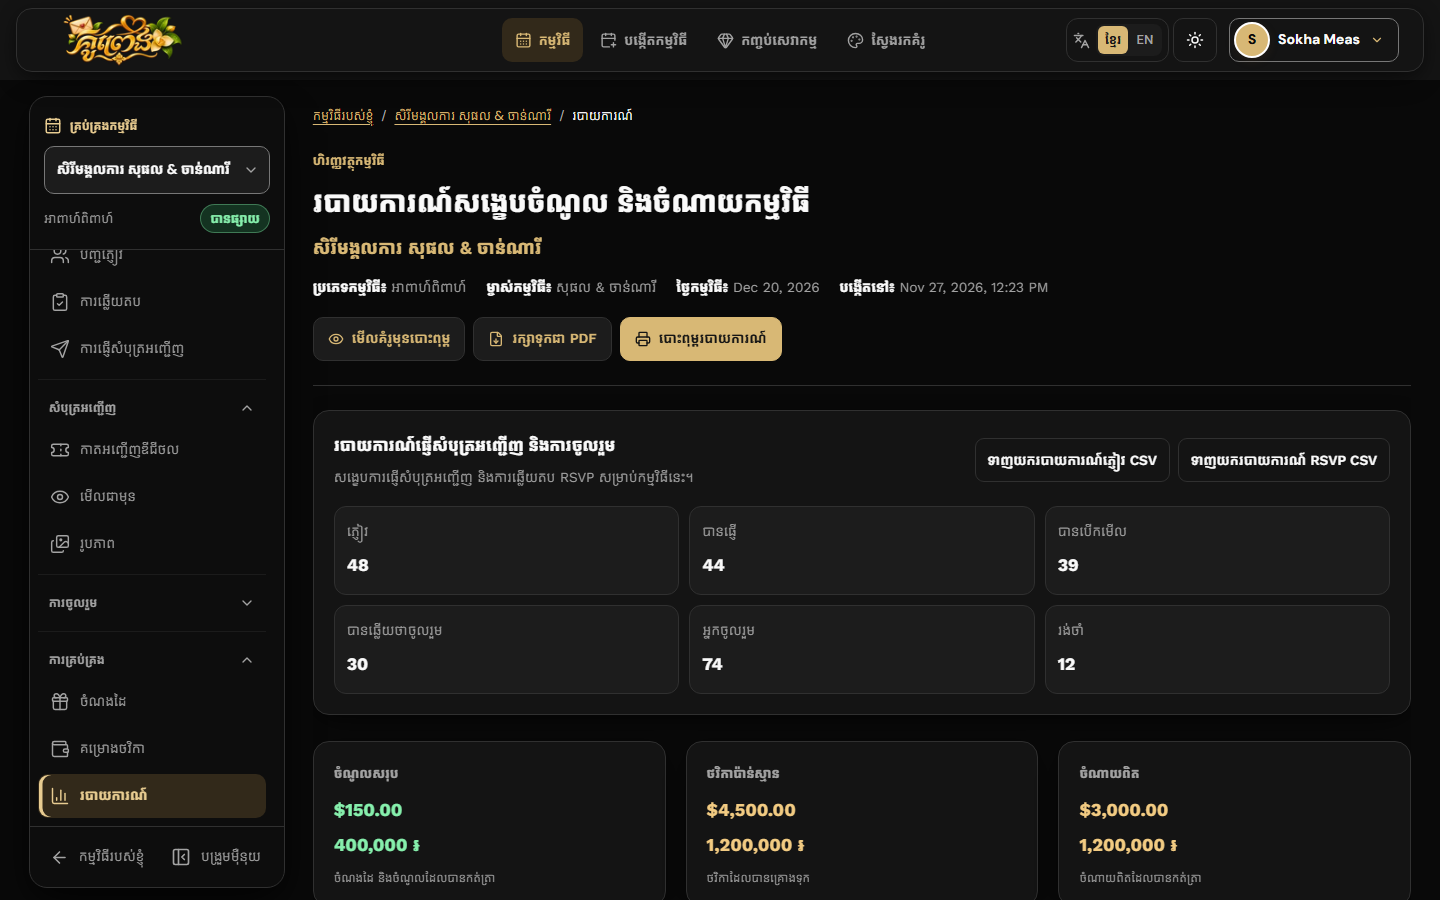 គូព្រេង
កម្មវិធី
បង្កើតកម្មវិធី
កញ្ចប់សេវាកម្ម
ស្វែងរកគំរូ
ខ្មែរ
EN
S
Sokha Meas
គ្រប់គ្រងកម្មវិធី
សិរីមង្គលការ សុផល & ចាន់ណារី
អាពាហ៍ពិពាហ៍
បានផ្សាយ
បញ្ជីភ្ញៀវ
ការឆ្លើយតប
ការផ្ញើសំបុត្រអញ្ជើញ
សំបុត្រអញ្ជើញ
កាតអញ្ជើញឌីជីថល
មើលជាមុន
រូបភាព
ការចូលរួម
ការគ្រប់គ្រង
ចំណងដៃ
គម្រោងថវិកា
របាយការណ៍
កម្មវិធីរបស់ខ្ញុំ
បង្រួមម៉ឺនុយ
កម្មវិធីរបស់ខ្ញុំ / សិរីមង្គលការ សុផល & ចាន់ណារី / របាយការណ៍
ហិរញ្ញវត្ថុកម្មវិធី
របាយការណ៍សង្ខេបចំណូល និងចំណាយកម្មវិធី
សិរីមង្គលការ សុផល & ចាន់ណារី
ប្រភេទកម្មវិធី៖ អាពាហ៍ពិពាហ៍ ម្ចាស់កម្មវិធី៖ សុផល & ចាន់ណារី ថ្ងៃកម្មវិធី៖ Dec 20, 2026 បង្កើតនៅ៖ Nov 27, 2026, 12:23 PM
មើលគំរូមុនបោះពុម្ព
រក្សាទុកជា PDF
បោះពុម្ពរបាយការណ៍
របាយការណ៍ផ្ញើសំបុត្រអញ្ជើញ និងការចូលរួម
សង្ខេបការផ្ញើសំបុត្រអញ្ជើញ និងការឆ្លើយតប RSVP សម្រាប់កម្មវិធីនេះ។
ទាញយករបាយការណ៍ភ្ញៀវ CSV
ទាញយករបាយការណ៍ RSVP CSV
ភ្ញៀវ
48
បានផ្ញើ
44
បានបើកមើល
39
បានឆ្លើយថាចូលរួម
30
អ្នកចូលរួម
74
រង់ចាំ
12
ចំណូលសរុប
$150.00
400,000 ៛
ចំណងដៃ និងចំណូលដែលបានកត់ត្រា
ថវិកាប៉ាន់ស្មាន
$4,500.00
1,200,000 ៛
ថវិកាដែលបានគ្រោងទុក
ចំណាយពិត
$3,000.00
1,200,000 ៛
ចំណាយពិតដែលបានកត់ត្រា